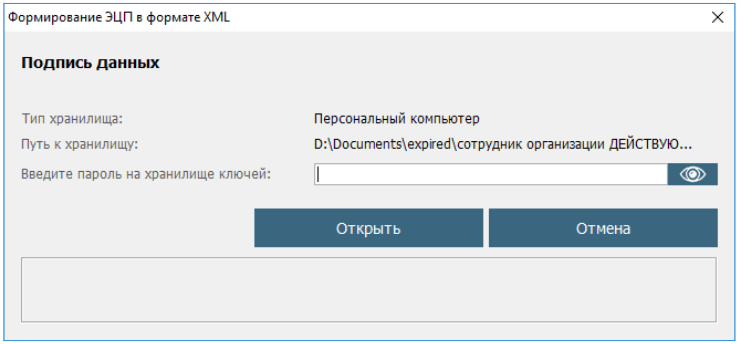 Формирование ЭЦП в формате XML
Подпись данных
Тип хранилища: Персональный компьютер
Путь к хранилищу: D:\Documents\expired\сотрудник организации ДЕЙСТВУЮ...
Введите пароль на хранилище ключей:
Открыть Отмена